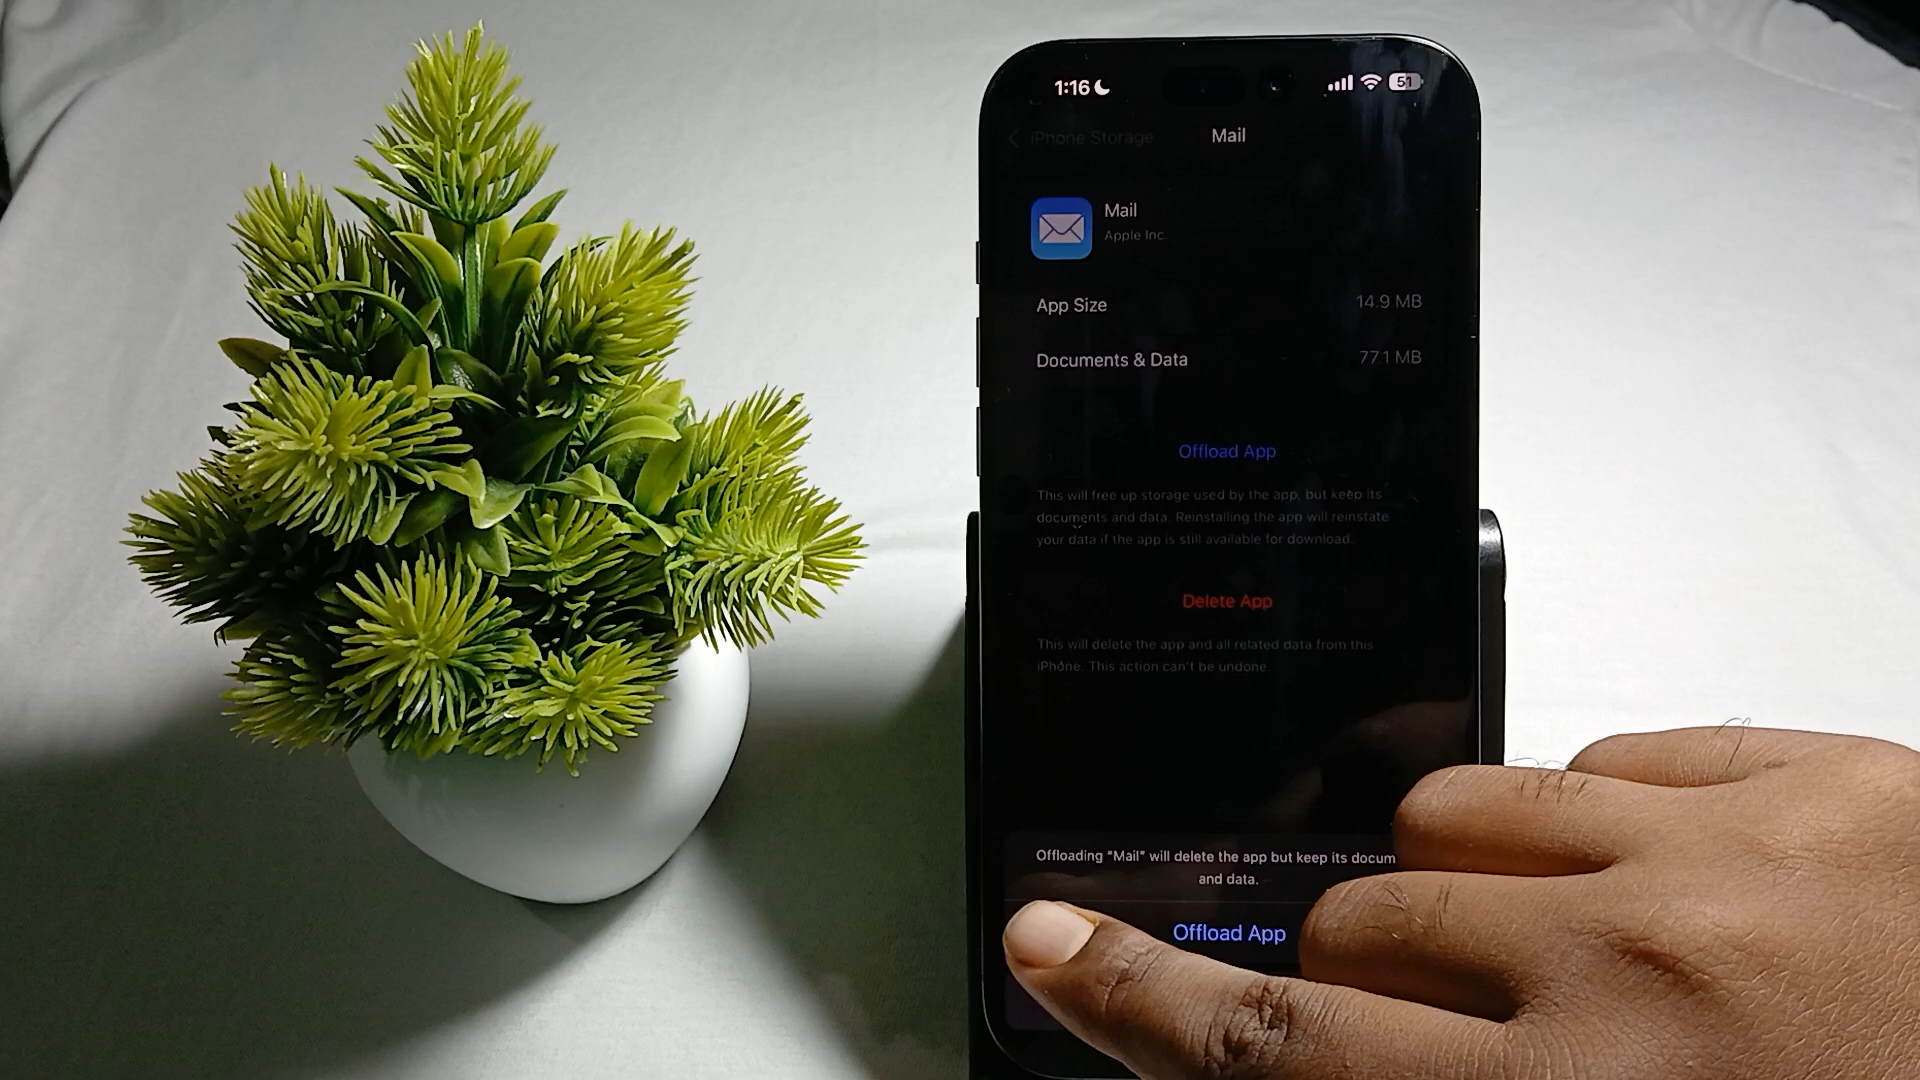 1:16
51
iPhone Storage
Mail
Mail
Apple Inc.
App Size
14.9 MB
Documents & Data
77.1 MB
Offload App
This will free up storage used by the app, but keep its
documents and data. Reinstalling the app will reinstate
your data if the app is still available for download.
Delete App
This will delete the app and all related data from this
iPhone. This action can't be undone.
Offloading "Mail" will delete the app but keep its docum
and data.
Offload App